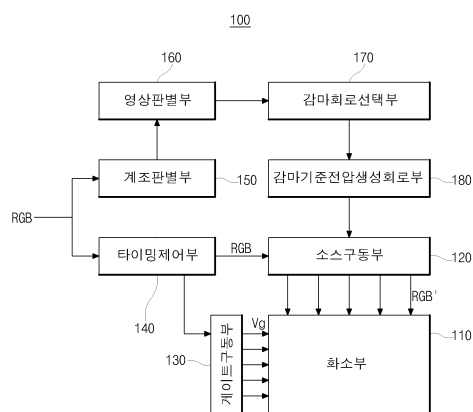 100
160
170
영상판별부
감마회로선택부
계조판별부
150
감마기준전압생성회로부
180
RGB
타이밍제어부
RGB
소스구동부
120
140
RGB'
130
게이트구동부
Vg
110
화소부